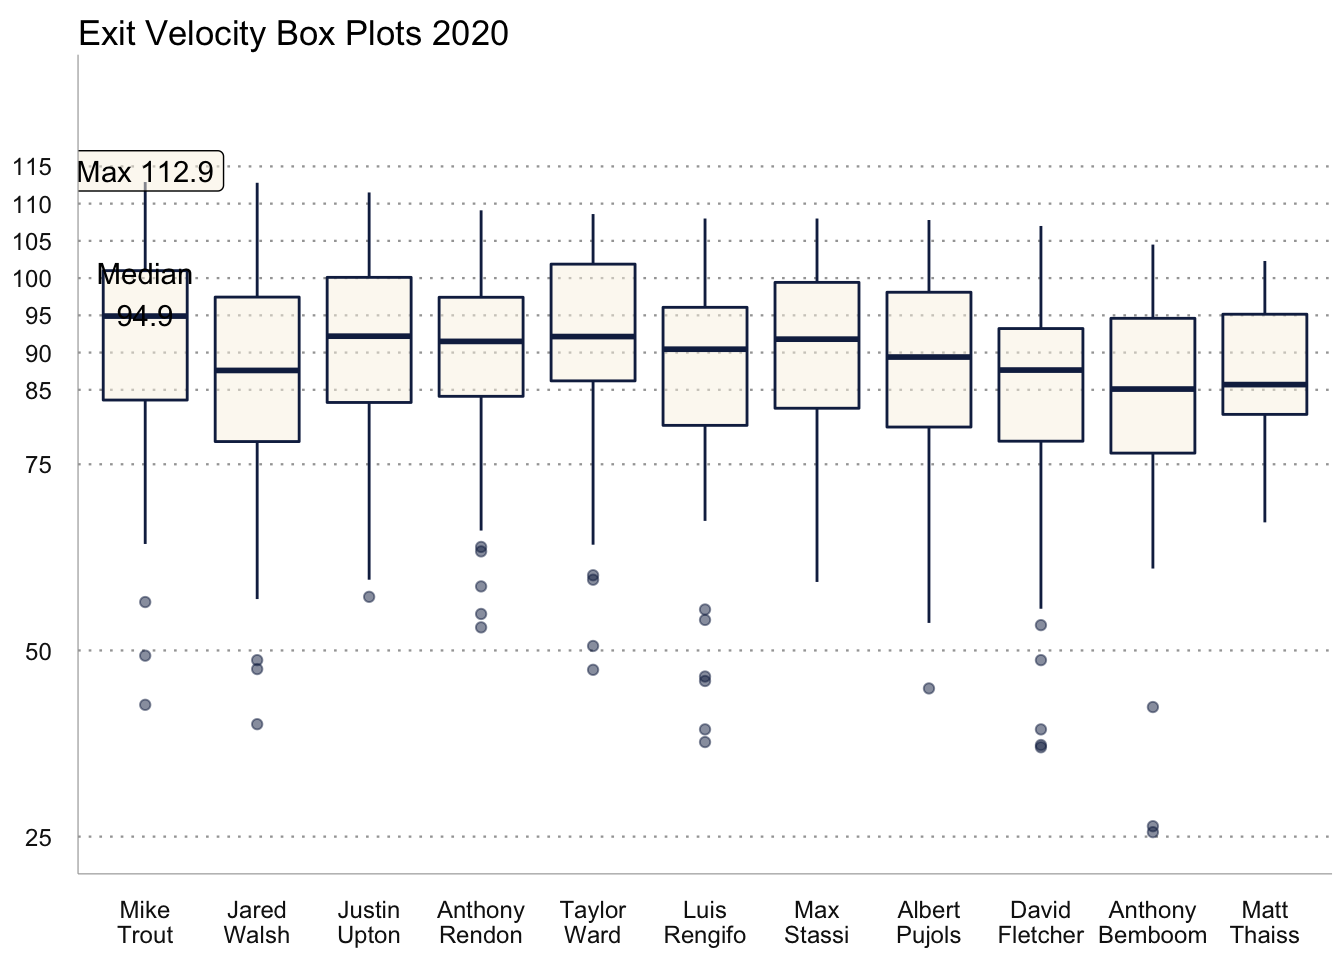 Exit Velocity Box Plots 2020
115
110
105
100
95
90
85
75
50
25
Max 112.9
Median
94.9
Mike
Trout
Jared
Walsh
Justin
Upton
Anthony
Rendon
Taylor
Ward
Luis
Rengifo
Max
Stassi
Albert
Pujols
David
Fletcher
Anthony
Bemboom
Matt
Thaiss